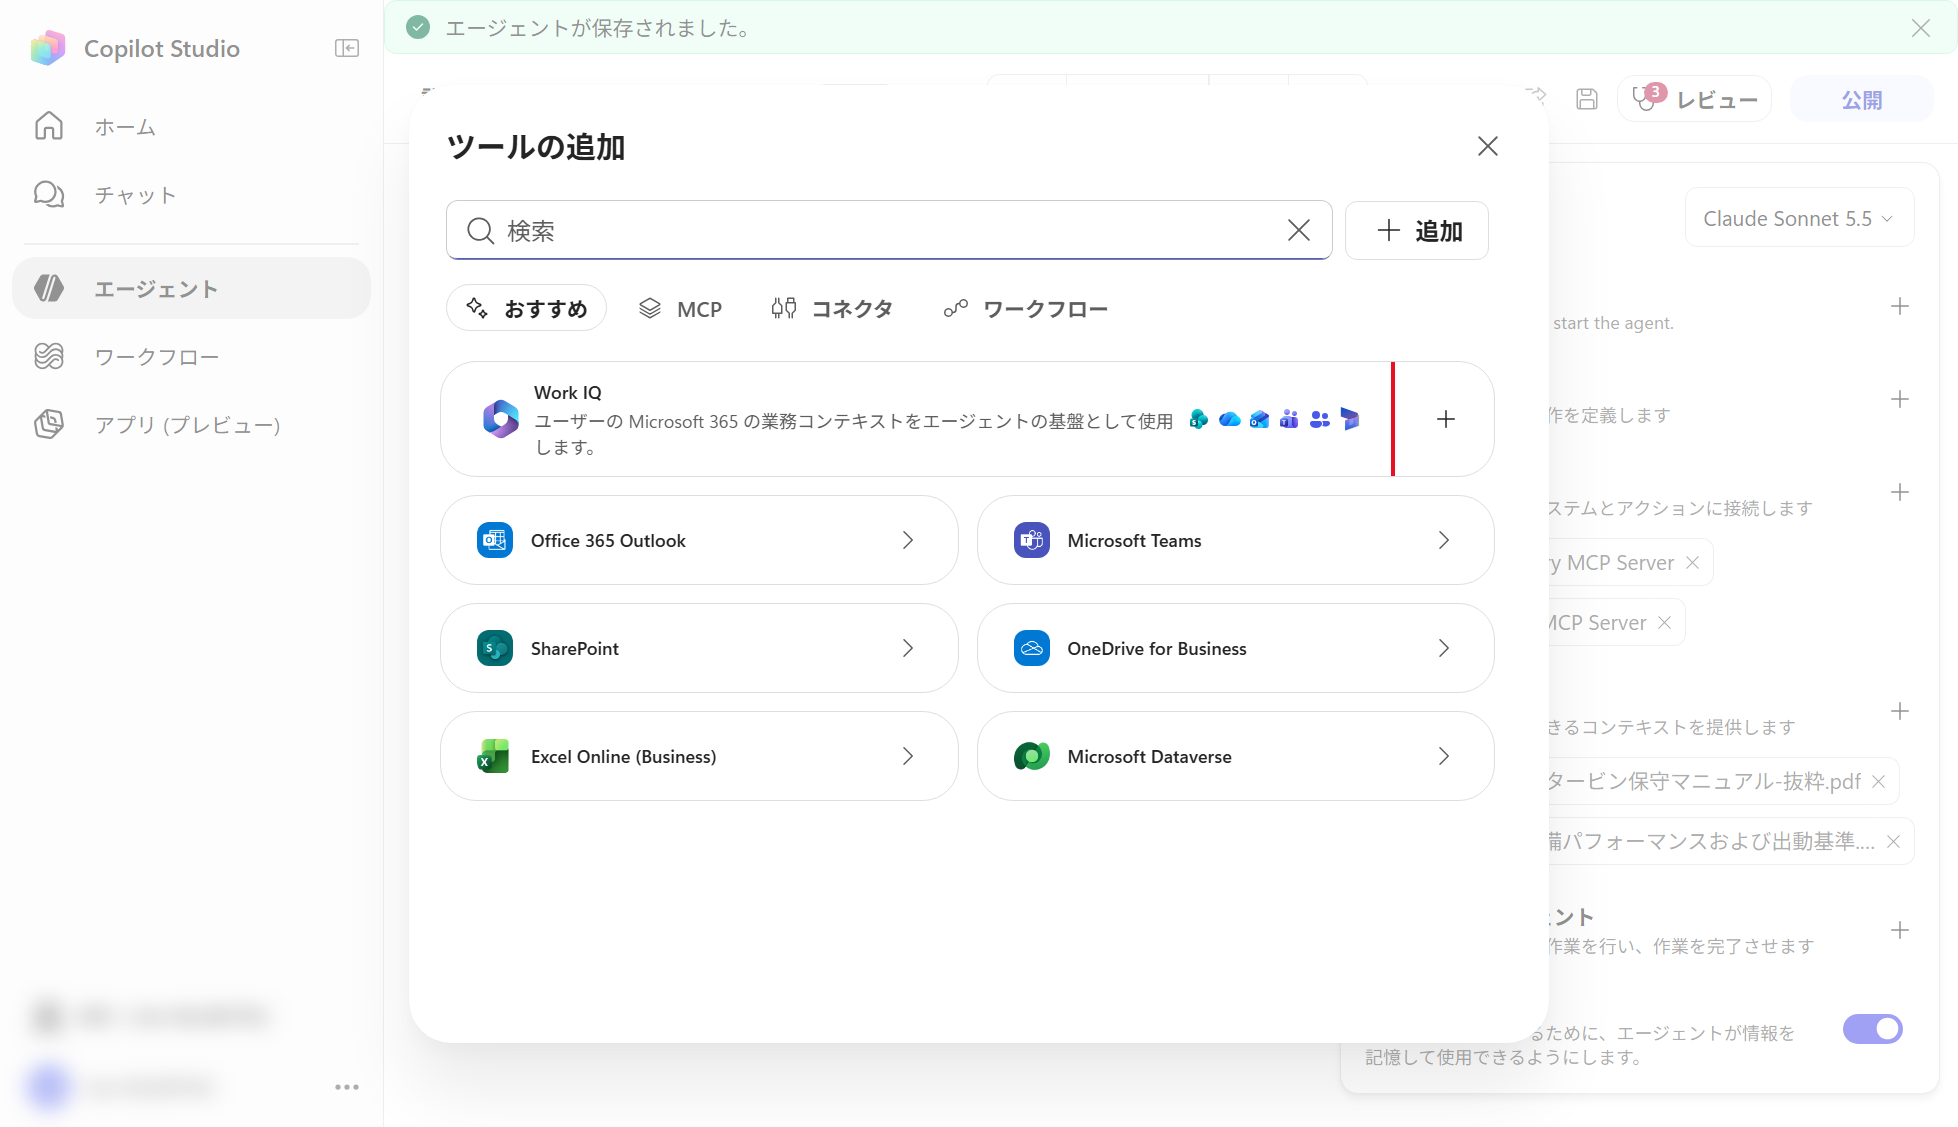 Copilot Studio
ホーム
チャット
エージェント
ワークフロー
アプリ (プレビュー)
エージェントが保存されました。
3
レビュー
公開
ツールの追加
検索
追加
おすすめ
MCP
コネクタ
ワークフロー
Work IQ
ユーザーの Microsoft 365 の業務コンテキストをエージェントの基盤として使用
します。
Office 365 Outlook
Microsoft Teams
SharePoint
OneDrive for Business
Excel Online (Business)
Microsoft Dataverse
Claude Sonnet 5.5
start the agent.
作を定義します
ステムとアクションに接続します
ry MCP Server
MCP Server
きるコンテキストを提供します
タービン保守マニュアル-抜粋.pdf
備パフォーマンスおよび出動基準....
ェント
作業を行い、作業を完了させます
るために、エージェントが情報を
記憶して使用できるようにします。